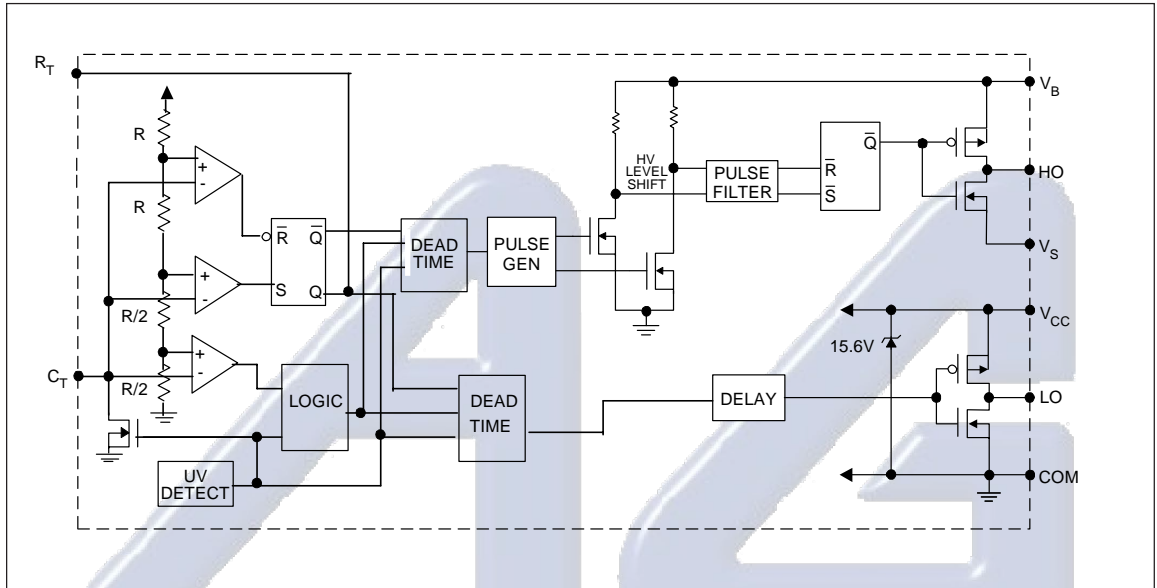 R_T
V_B
R
+
-
HV
LEVEL
SHIFT
PULSE
FILTER
R̅
S̅
Q̅
HO
R
R̅
Q̅
S
Q
DEAD
TIME
PULSE
GEN
V_S
+
-
R/2
V_CC
15.6V
+
-
C_T
R/2
LOGIC
DEAD
TIME
DELAY
LO
UV
DETECT
COM